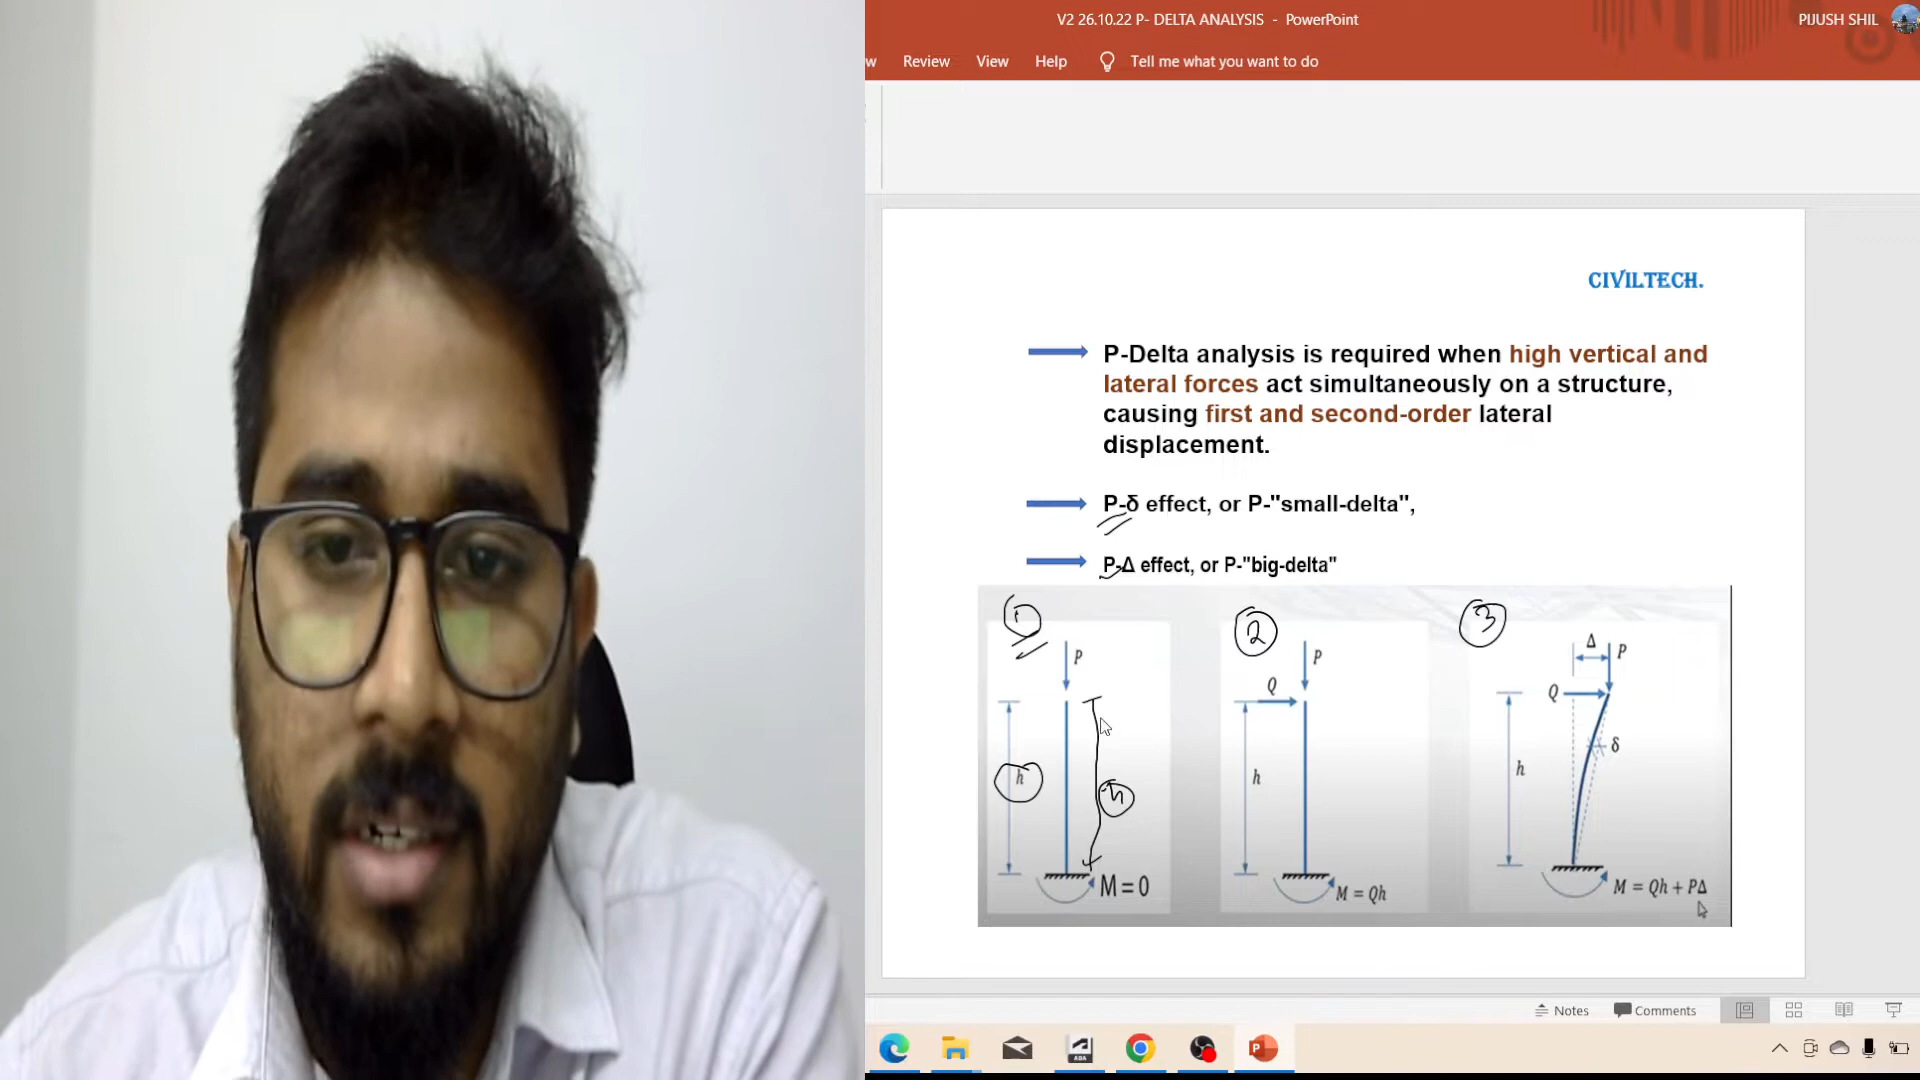 V2 26.10.22 P- DELTA ANALYSIS - PowerPoint
PIJUSH SHIL
w Review View Help Tell me what you want to do
CIVILTECH.
P-Delta analysis is required when high vertical and
lateral forces act simultaneously on a structure,
causing first and second-order lateral
displacement.
P-δ effect, or P-"small-delta",
P-Δ effect, or P-"big-delta"
1
P
h
h
M = 0
2
P
Q
h
M = Qh
3
Δ
P
Q
δ
h
M = Qh + PΔ
Notes Comments